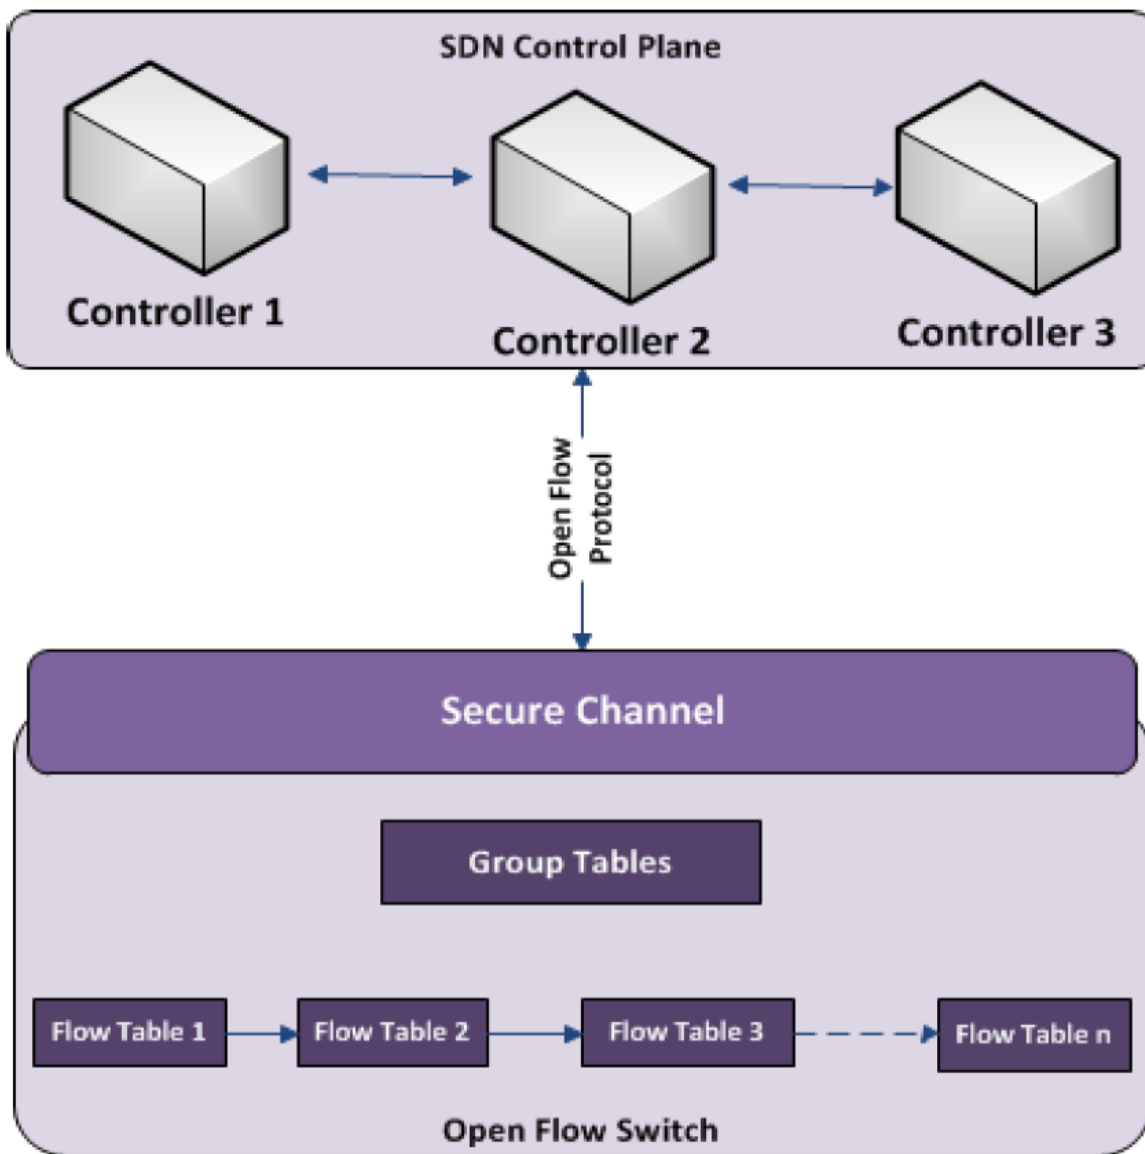 SDN Control Plane
Controller 1
Controller 2
Controller 3
Open Flow
Protocol
Secure Channel
Group Tables
Flow Table 1
Flow Table 2
Flow Table 3
Flow Table n
Open Flow Switch